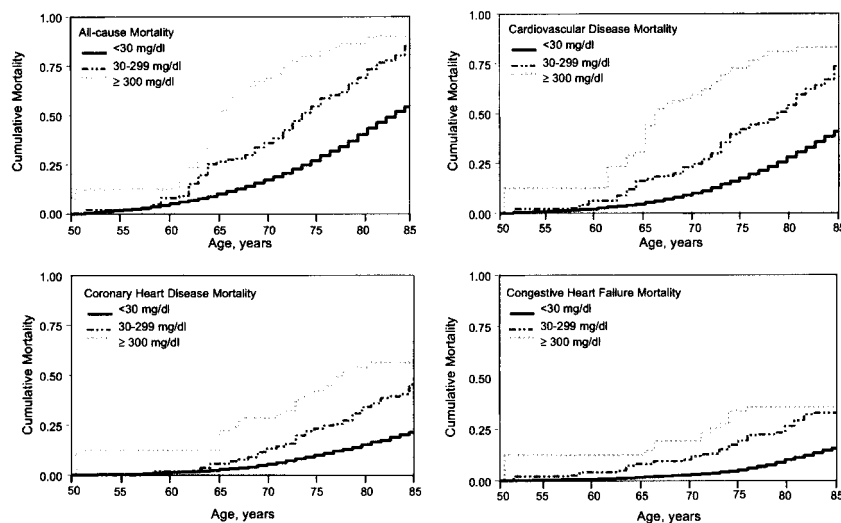 All-cause Mortality
<30 mg/dl
30-299 mg/dl
≥ 300 mg/dl
Cumulative Mortality
1.00
0.75
0.50
0.25
0.00
50 55 60 65 70 75 80 85
Age, years
Cardiovascular Disease Mortality
<30 mg/dl
30-299 mg/dl
≥ 300 mg/dl
Cumulative Mortality
1.00
0.75
0.50
0.25
0.00
50 55 60 65 70 75 80 85
Age, years
Coronary Heart Disease Mortality
<30 mg/dl
30-299 mg/dl
≥ 300 mg/dl
Cumulative Mortality
1.00
0.75
0.50
0.25
0.00
50 55 60 65 70 75 80 85
Age, years
Congestive Heart Failure Mortality
<30 mg/dl
30-299 mg/dl
≥ 300 mg/dl
Cumulative Mortality
1.00
0.75
0.50
0.25
0.00
50 55 60 65 70 75 80 85
Age, years